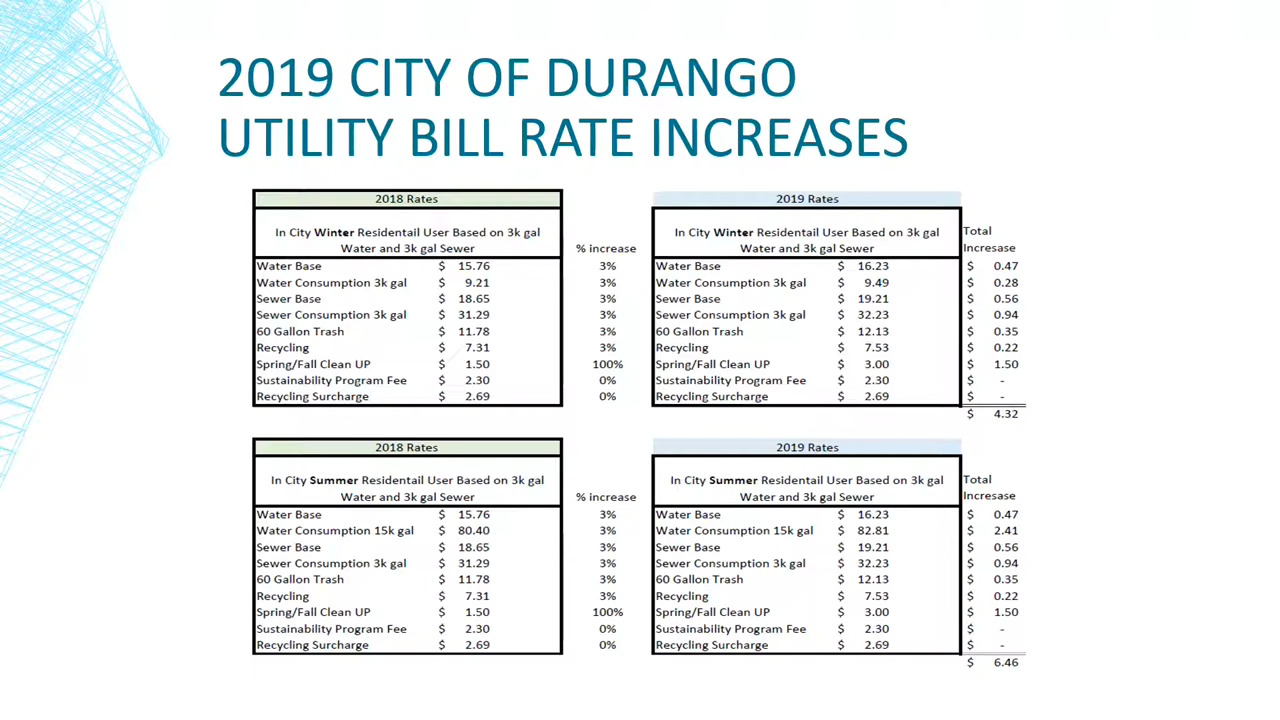 2019 CITY OF DURANGO
UTILITY BILL RATE INCREASES
2018 Rates
In City Winter Residentail User Based on 3k gal
Water and 3k gal Sewer
% increase
2019 Rates
In City Winter Residentail User Based on 3k gal
Water and 3k gal Sewer
Total
Increase
Water Base $ 15.76 3% Water Base $ 16.23 $ 0.47
Water Consumption 3k gal $ 9.21 3% Water Consumption 3k gal $ 9.49 $ 0.28
Sewer Base $ 18.65 3% Sewer Base $ 19.21 $ 0.56
Sewer Consumption 3k gal $ 31.29 3% Sewer Consumption 3k gal $ 32.23 $ 0.94
60 Gallon Trash $ 11.78 3% 60 Gallon Trash $ 12.13 $ 0.35
Recycling $ 7.31 3% Recycling $ 7.53 $ 0.22
Spring/Fall Clean UP $ 1.50 100% Spring/Fall Clean UP $ 3.00 $ 1.50
Sustainability Program Fee $ 2.30 0% Sustainability Program Fee $ 2.30 $ -
Recycling Surcharge $ 2.69 0% Recycling Surcharge $ 2.69 $ -
$ 4.32
2018 Rates
In City Summer Residentail User Based on 3k gal
Water and 3k gal Sewer
% increase
2019 Rates
In City Summer Residentail User Based on 3k gal
Water and 3k gal Sewer
Total
Increase
Water Base $ 15.76 3% Water Base $ 16.23 $ 0.47
Water Consumption 15k gal $ 80.40 3% Water Consumption 15k gal $ 82.81 $ 2.41
Sewer Base $ 18.65 3% Sewer Base $ 19.21 $ 0.56
Sewer Consumption 3k gal $ 31.29 3% Sewer Consumption 3k gal $ 32.23 $ 0.94
60 Gallon Trash $ 11.78 3% 60 Gallon Trash $ 12.13 $ 0.35
Recycling $ 7.31 3% Recycling $ 7.53 $ 0.22
Spring/Fall Clean UP $ 1.50 100% Spring/Fall Clean UP $ 3.00 $ 1.50
Sustainability Program Fee $ 2.30 0% Sustainability Program Fee $ 2.30 $ -
Recycling Surcharge $ 2.69 0% Recycling Surcharge $ 2.69 $ -
$ 6.46